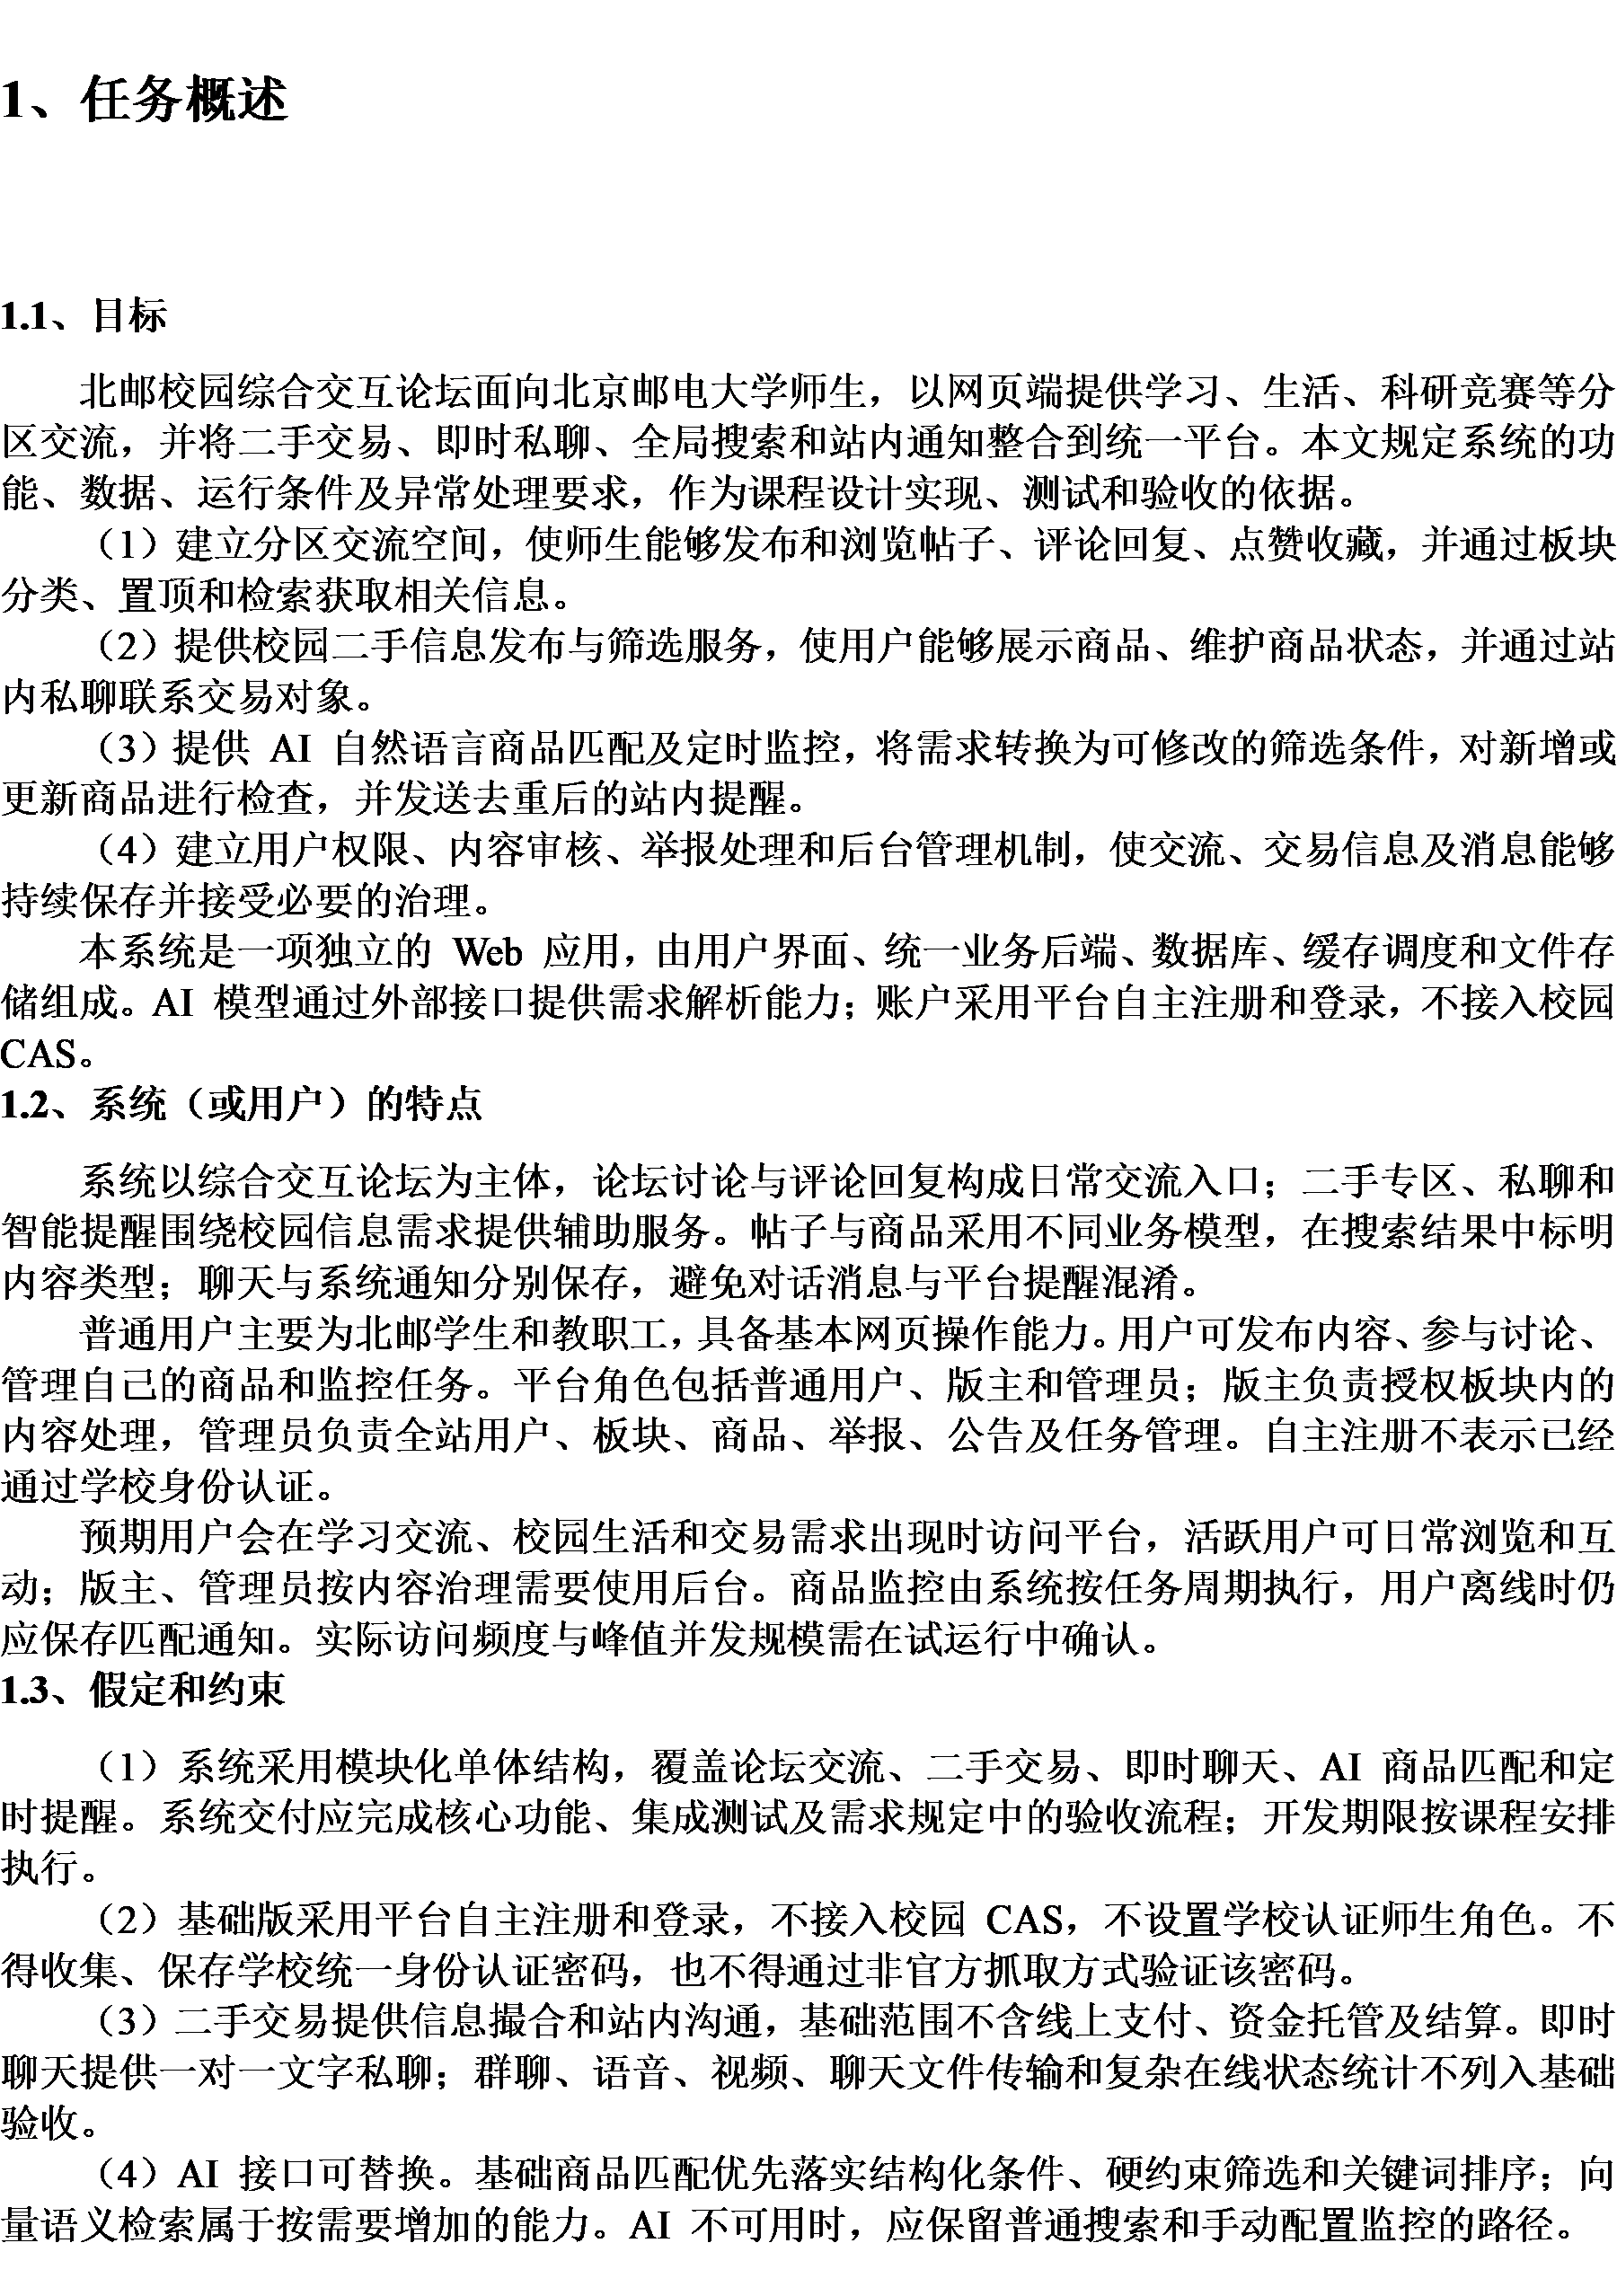 1、任务概述
1.1、目标
北邮校园综合交互论坛面向北京邮电大学师生，以网页端提供学习、生活、科研竞赛等分
区交流，并将二手交易、即时私聊、全局搜索和站内通知整合到统一平台。本文规定系统的功
能、数据、运行条件及异常处理要求，作为课程设计实现、测试和验收的依据。
（1）建立分区交流空间，使师生能够发布和浏览帖子、评论回复、点赞收藏，并通过板块
分类、置顶和检索获取相关信息。
（2）提供校园二手信息发布与筛选服务，使用户能够展示商品、维护商品状态，并通过站
内私聊联系交易对象。
（3）提供 AI 自然语言商品匹配及定时监控，将需求转换为可修改的筛选条件，对新增或
更新商品进行检查，并发送去重后的站内提醒。
（4）建立用户权限、内容审核、举报处理和后台管理机制，使交流、交易信息及消息能够
持续保存并接受必要的治理。
本系统是一项独立的 Web 应用，由用户界面、统一业务后端、数据库、缓存调度和文件存
储组成。AI 模型通过外部接口提供需求解析能力；账户采用平台自主注册和登录，不接入校园
CAS。
1.2、系统（或用户）的特点
系统以综合交互论坛为主体，论坛讨论与评论回复构成日常交流入口；二手专区、私聊和
智能提醒围绕校园信息需求提供辅助服务。帖子与商品采用不同业务模型，在搜索结果中标明
内容类型；聊天与系统通知分别保存，避免对话消息与平台提醒混淆。
普通用户主要为北邮学生和教职工，具备基本网页操作能力。用户可发布内容、参与讨论、
管理自己的商品和监控任务。平台角色包括普通用户、版主和管理员；版主负责授权板块内的
内容处理，管理员负责全站用户、板块、商品、举报、公告及任务管理。自主注册不表示已经
通过学校身份认证。
预期用户会在学习交流、校园生活和交易需求出现时访问平台，活跃用户可日常浏览和互
动；版主、管理员按内容治理需要使用后台。商品监控由系统按任务周期执行，用户离线时仍
应保存匹配通知。实际访问频度与峰值并发规模需在试运行中确认。
1.3、假定和约束
（1）系统采用模块化单体结构，覆盖论坛交流、二手交易、即时聊天、AI 商品匹配和定
时提醒。系统交付应完成核心功能、集成测试及需求规定中的验收流程；开发期限按课程安排
执行。
（2）基础版采用平台自主注册和登录，不接入校园 CAS，不设置学校认证师生角色。不
得收集、保存学校统一身份认证密码，也不得通过非官方抓取方式验证该密码。
（3）二手交易提供信息撮合和站内沟通，基础范围不含线上支付、资金托管及结算。即时
聊天提供一对一文字私聊；群聊、语音、视频、聊天文件传输和复杂在线状态统计不列入基础
验收。
（4）AI 接口可替换。基础商品匹配优先落实结构化条件、硬约束筛选和关键词排序；向
量语义检索属于按需要增加的能力。AI 不可用时，应保留普通搜索和手动配置监控的路径。